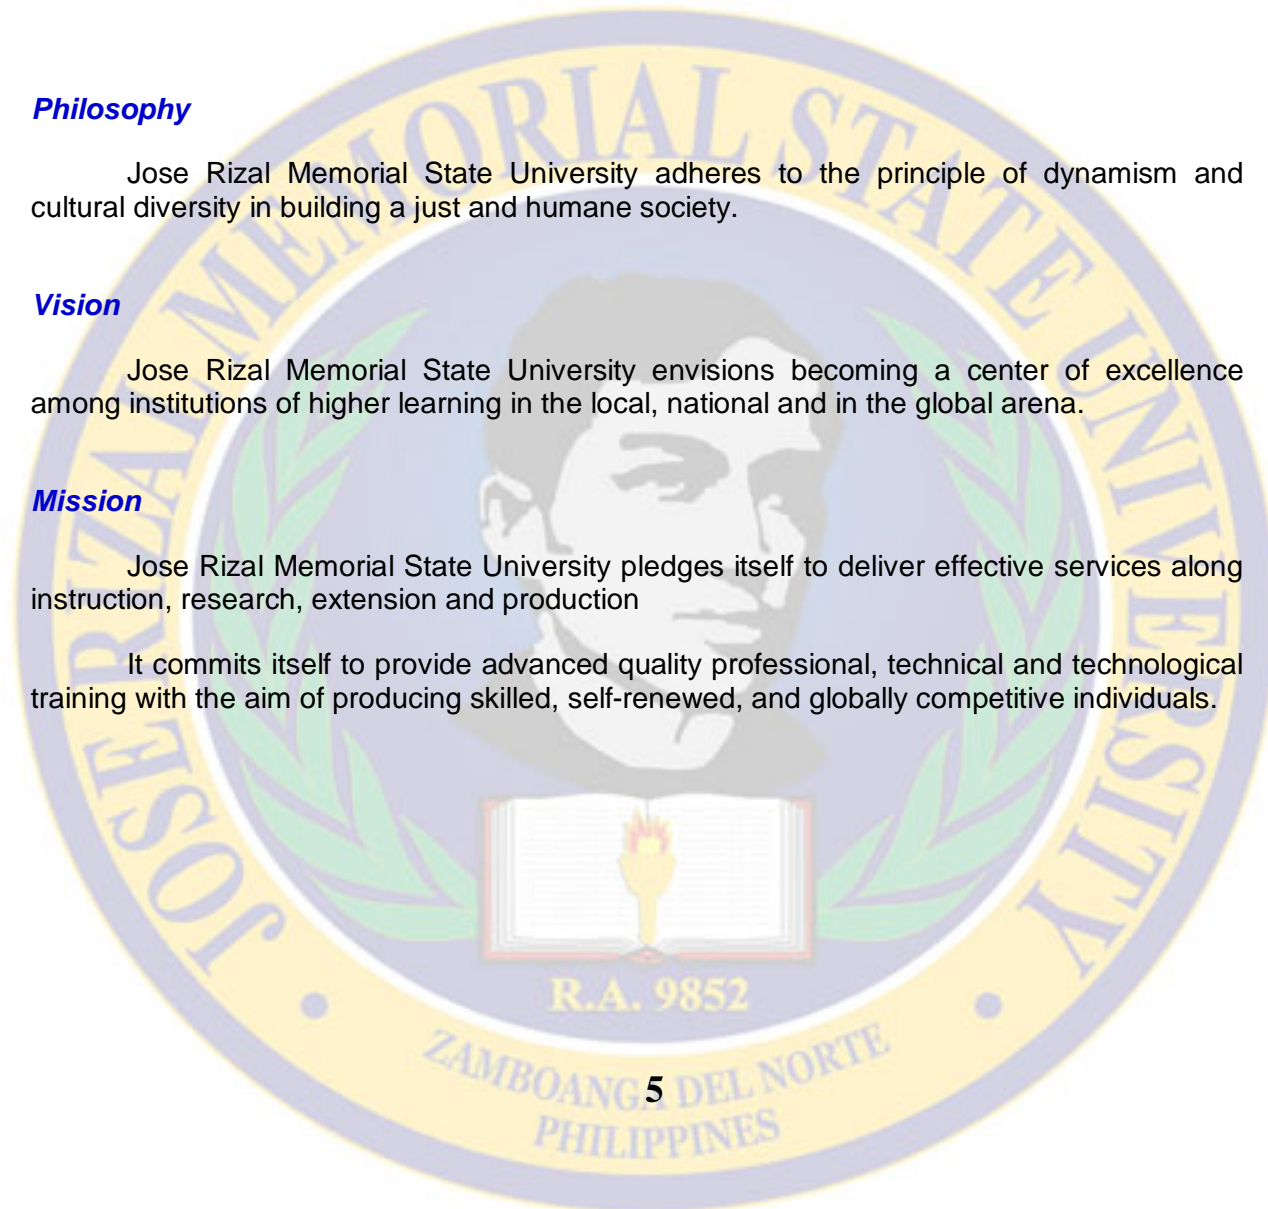 Philosophy
Jose Rizal Memorial State University adheres to the principle of dynamism and
cultural diversity in building a just and humane society.
Vision
Jose Rizal Memorial State University envisions becoming a center of excellence
among institutions of higher learning in the local, national and in the global arena.
Mission
Jose Rizal Memorial State University pledges itself to deliver effective services along
instruction, research, extension and production
It commits itself to provide advanced quality professional, technical and technological
training with the aim of producing skilled, self-renewed, and globally competitive individuals.
JOSE RIZAL MEMORIAL STATE UNIVERSITY
R.A. 9852
ZAMBOANGA DEL NORTE
PHILIPPINES
5